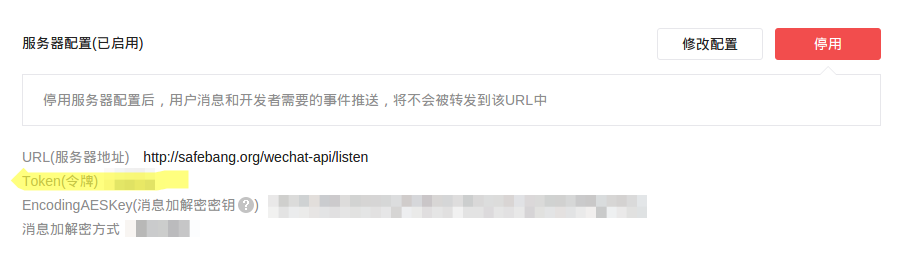 服务器配置(已启用)
修改配置
停用
停用服务器配置后，用户消息和开发者需要的事件推送，将不会被转发到该URL中
URL(服务器地址) http://safebang.org/wechat-api/listen
Token(令牌)
EncodingAESKey(消息加解密密钥?)
消息加解密方式